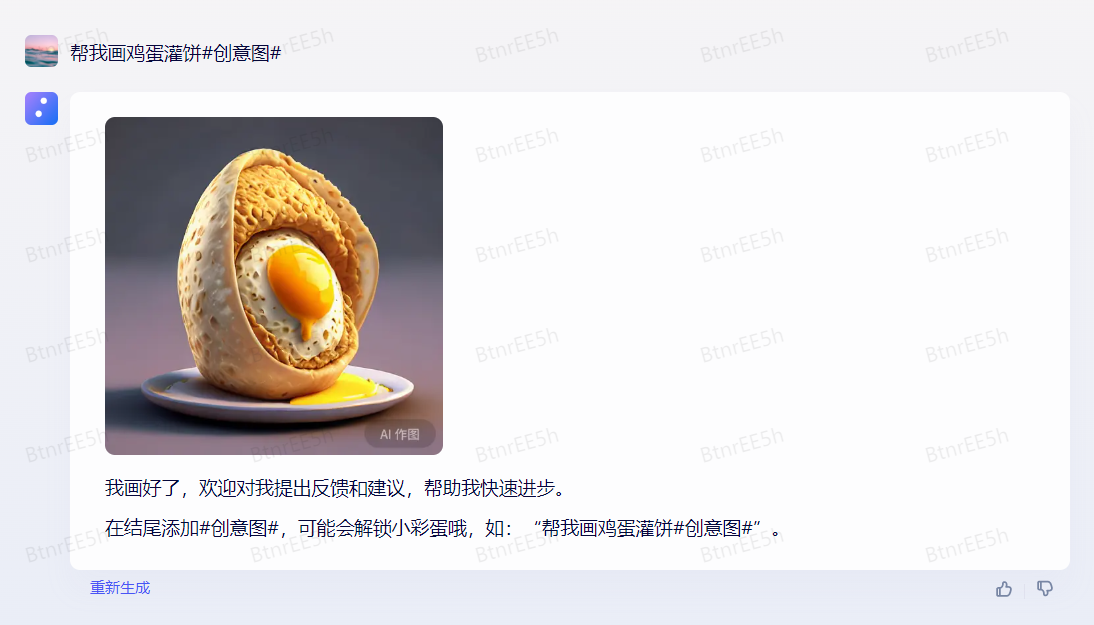 帮我画鸡蛋灌饼#创意图#
AI 作图
我画好了，欢迎对我提出反馈和建议，帮助我快速进步。
在结尾添加#创意图#，可能会解锁小彩蛋哦，如：“帮我画鸡蛋灌饼#创意图#”。
重新生成
BtnrEE5h